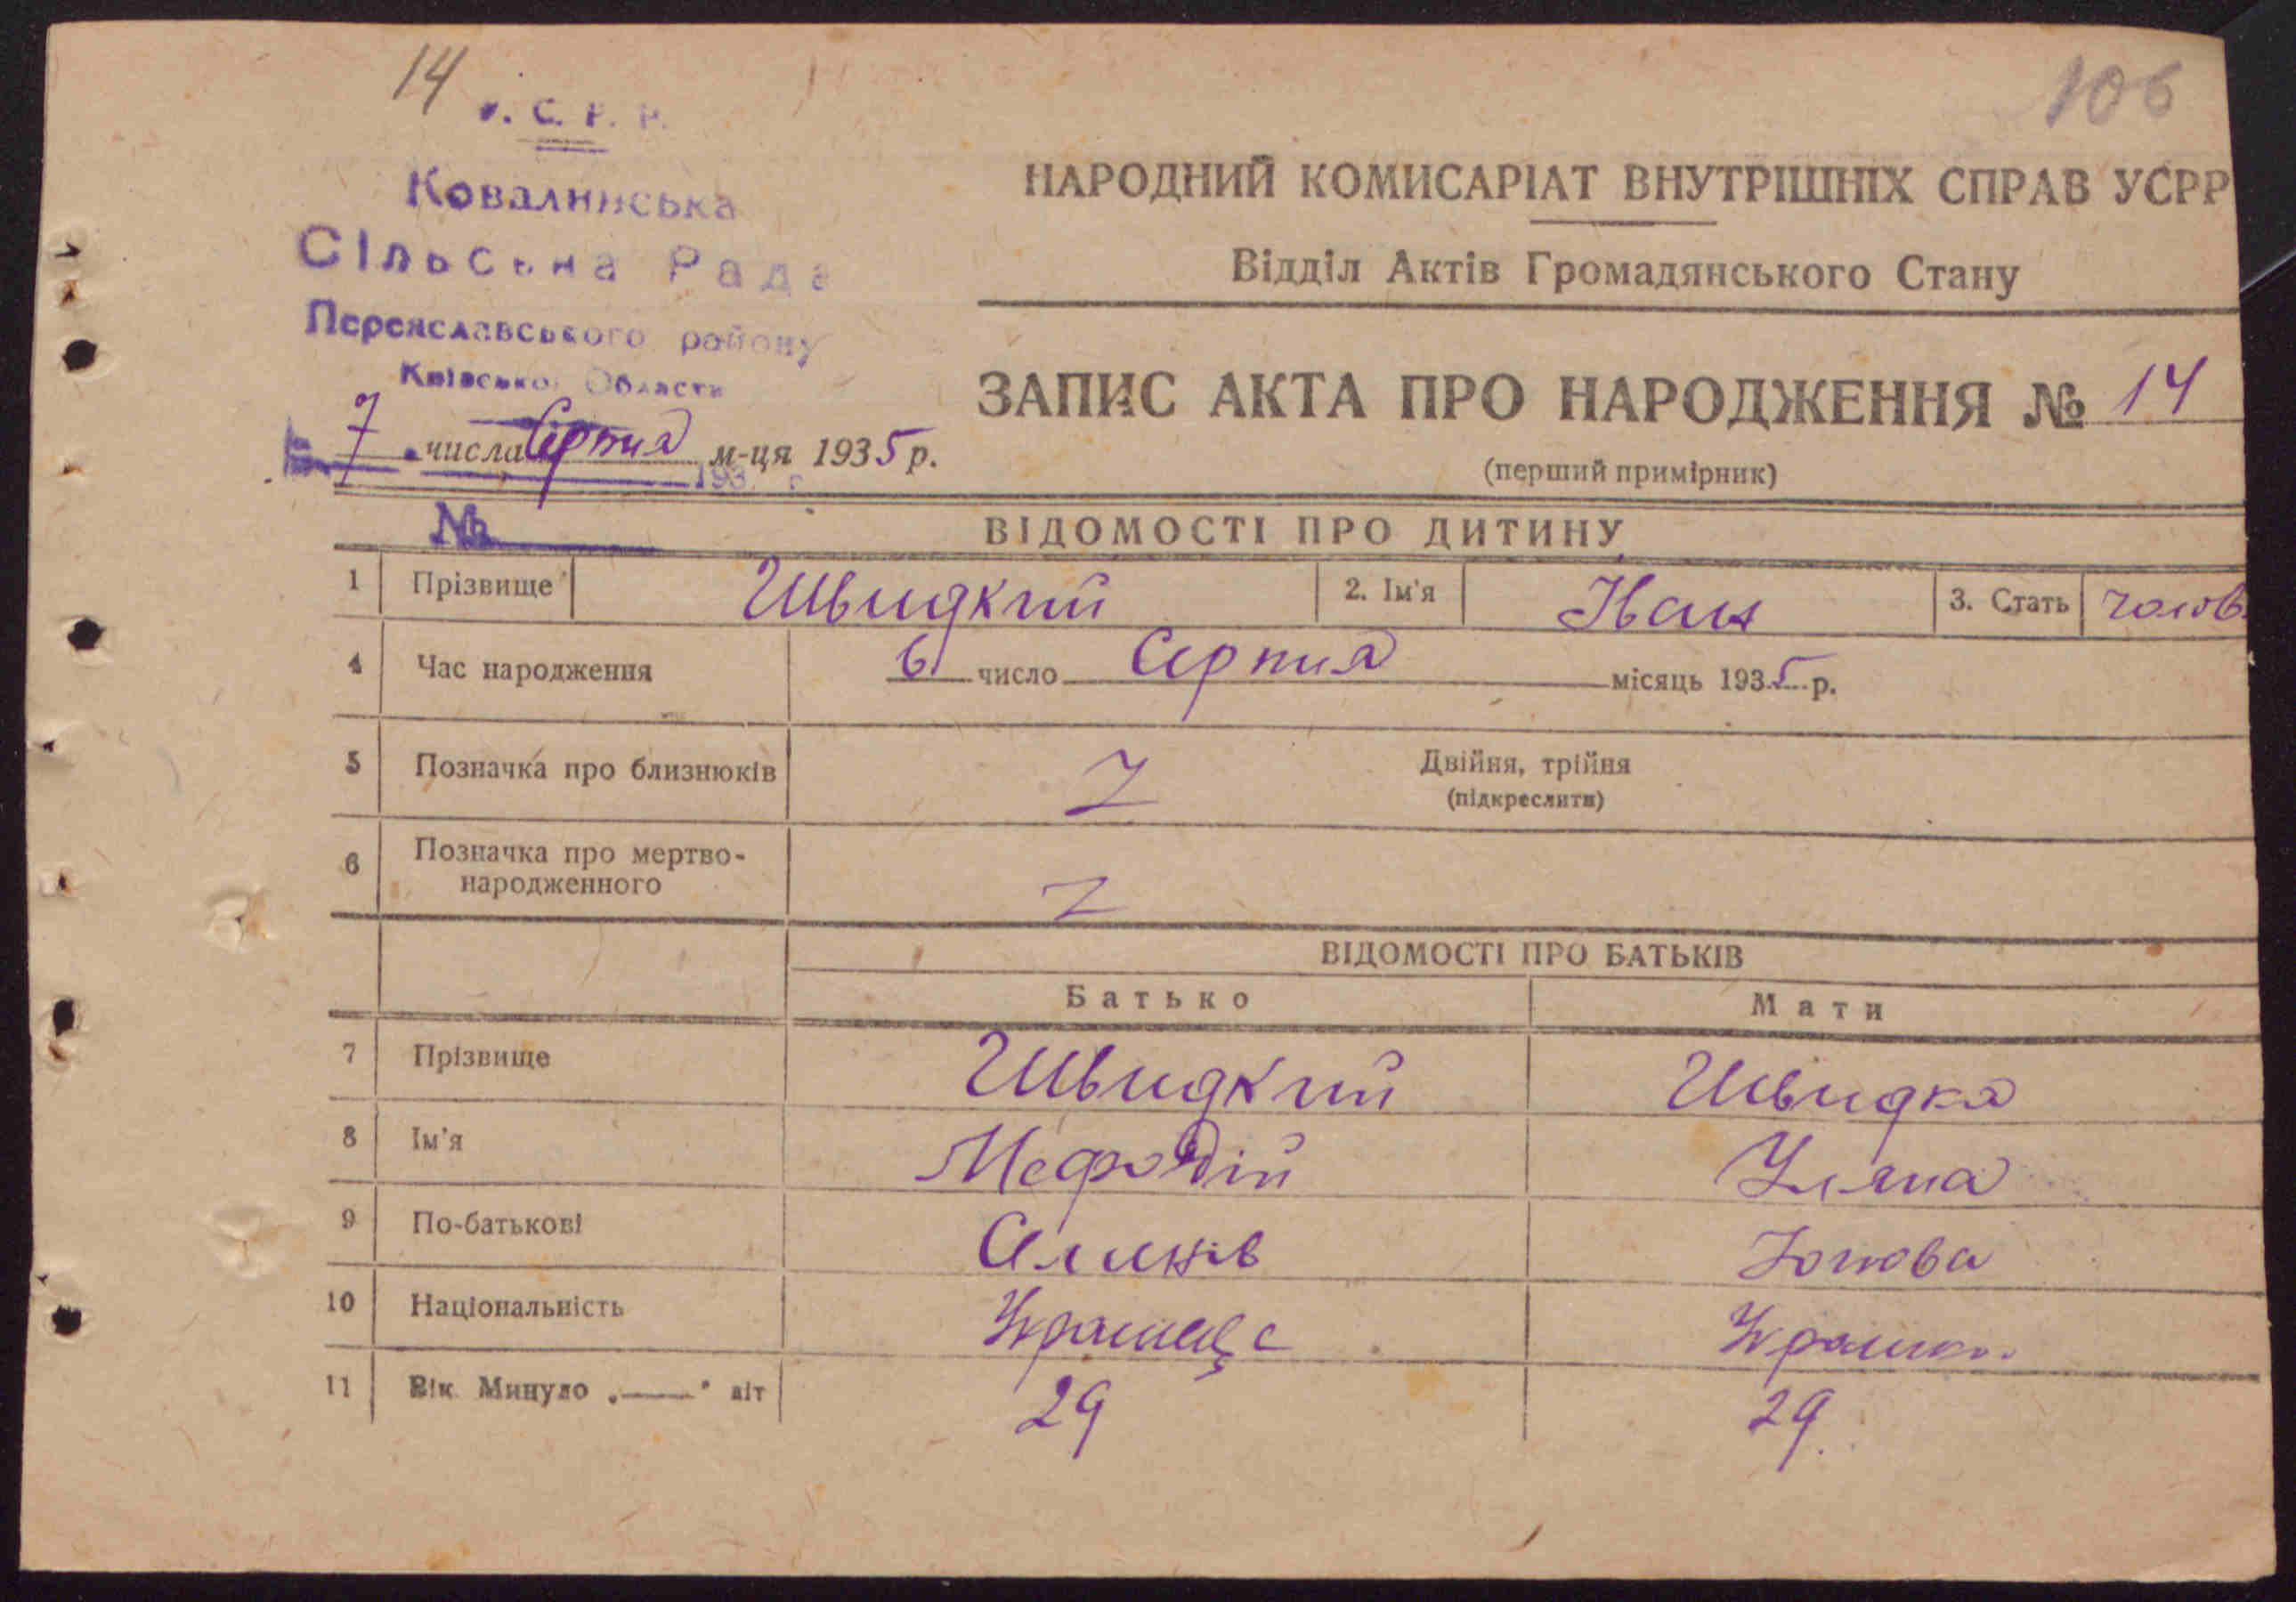 14
106
У. С. Р. Р.
Ковалинська
Сільська Рада
Переяславського району
Київської Області
НАРОДНИЙ КОМИСАРІАТ ВНУТРІШНІХ СПРАВ УСРР
Відділ Актів Громадянського Стану
ЗАПИС АКТА ПРО НАРОДЖЕННЯ № 14
(перший примірник)
7 числа Серпня м-ця 1935 р.
193 р.
№
ВІДОМОСТІ ПРО ДИТИНУ
1 Прізвище Швидкий 2. Ім'я Іван 3. Стать чолов.
4 Час народження 6 число Серпня місяць 1935 р.
5 Позначка про близнюків Двійня, трійня
(підкреслити)
6 Позначка про мертво-
народженного
ВІДОМОСТІ ПРО БАТЬКІВ
Батько Мати
7 Прізвище Швидкий Швидка
8 Ім'я Мефодій Уляна
9 По-батькові
10 Національність
11 Вік Минуло „——" літ 29 29.